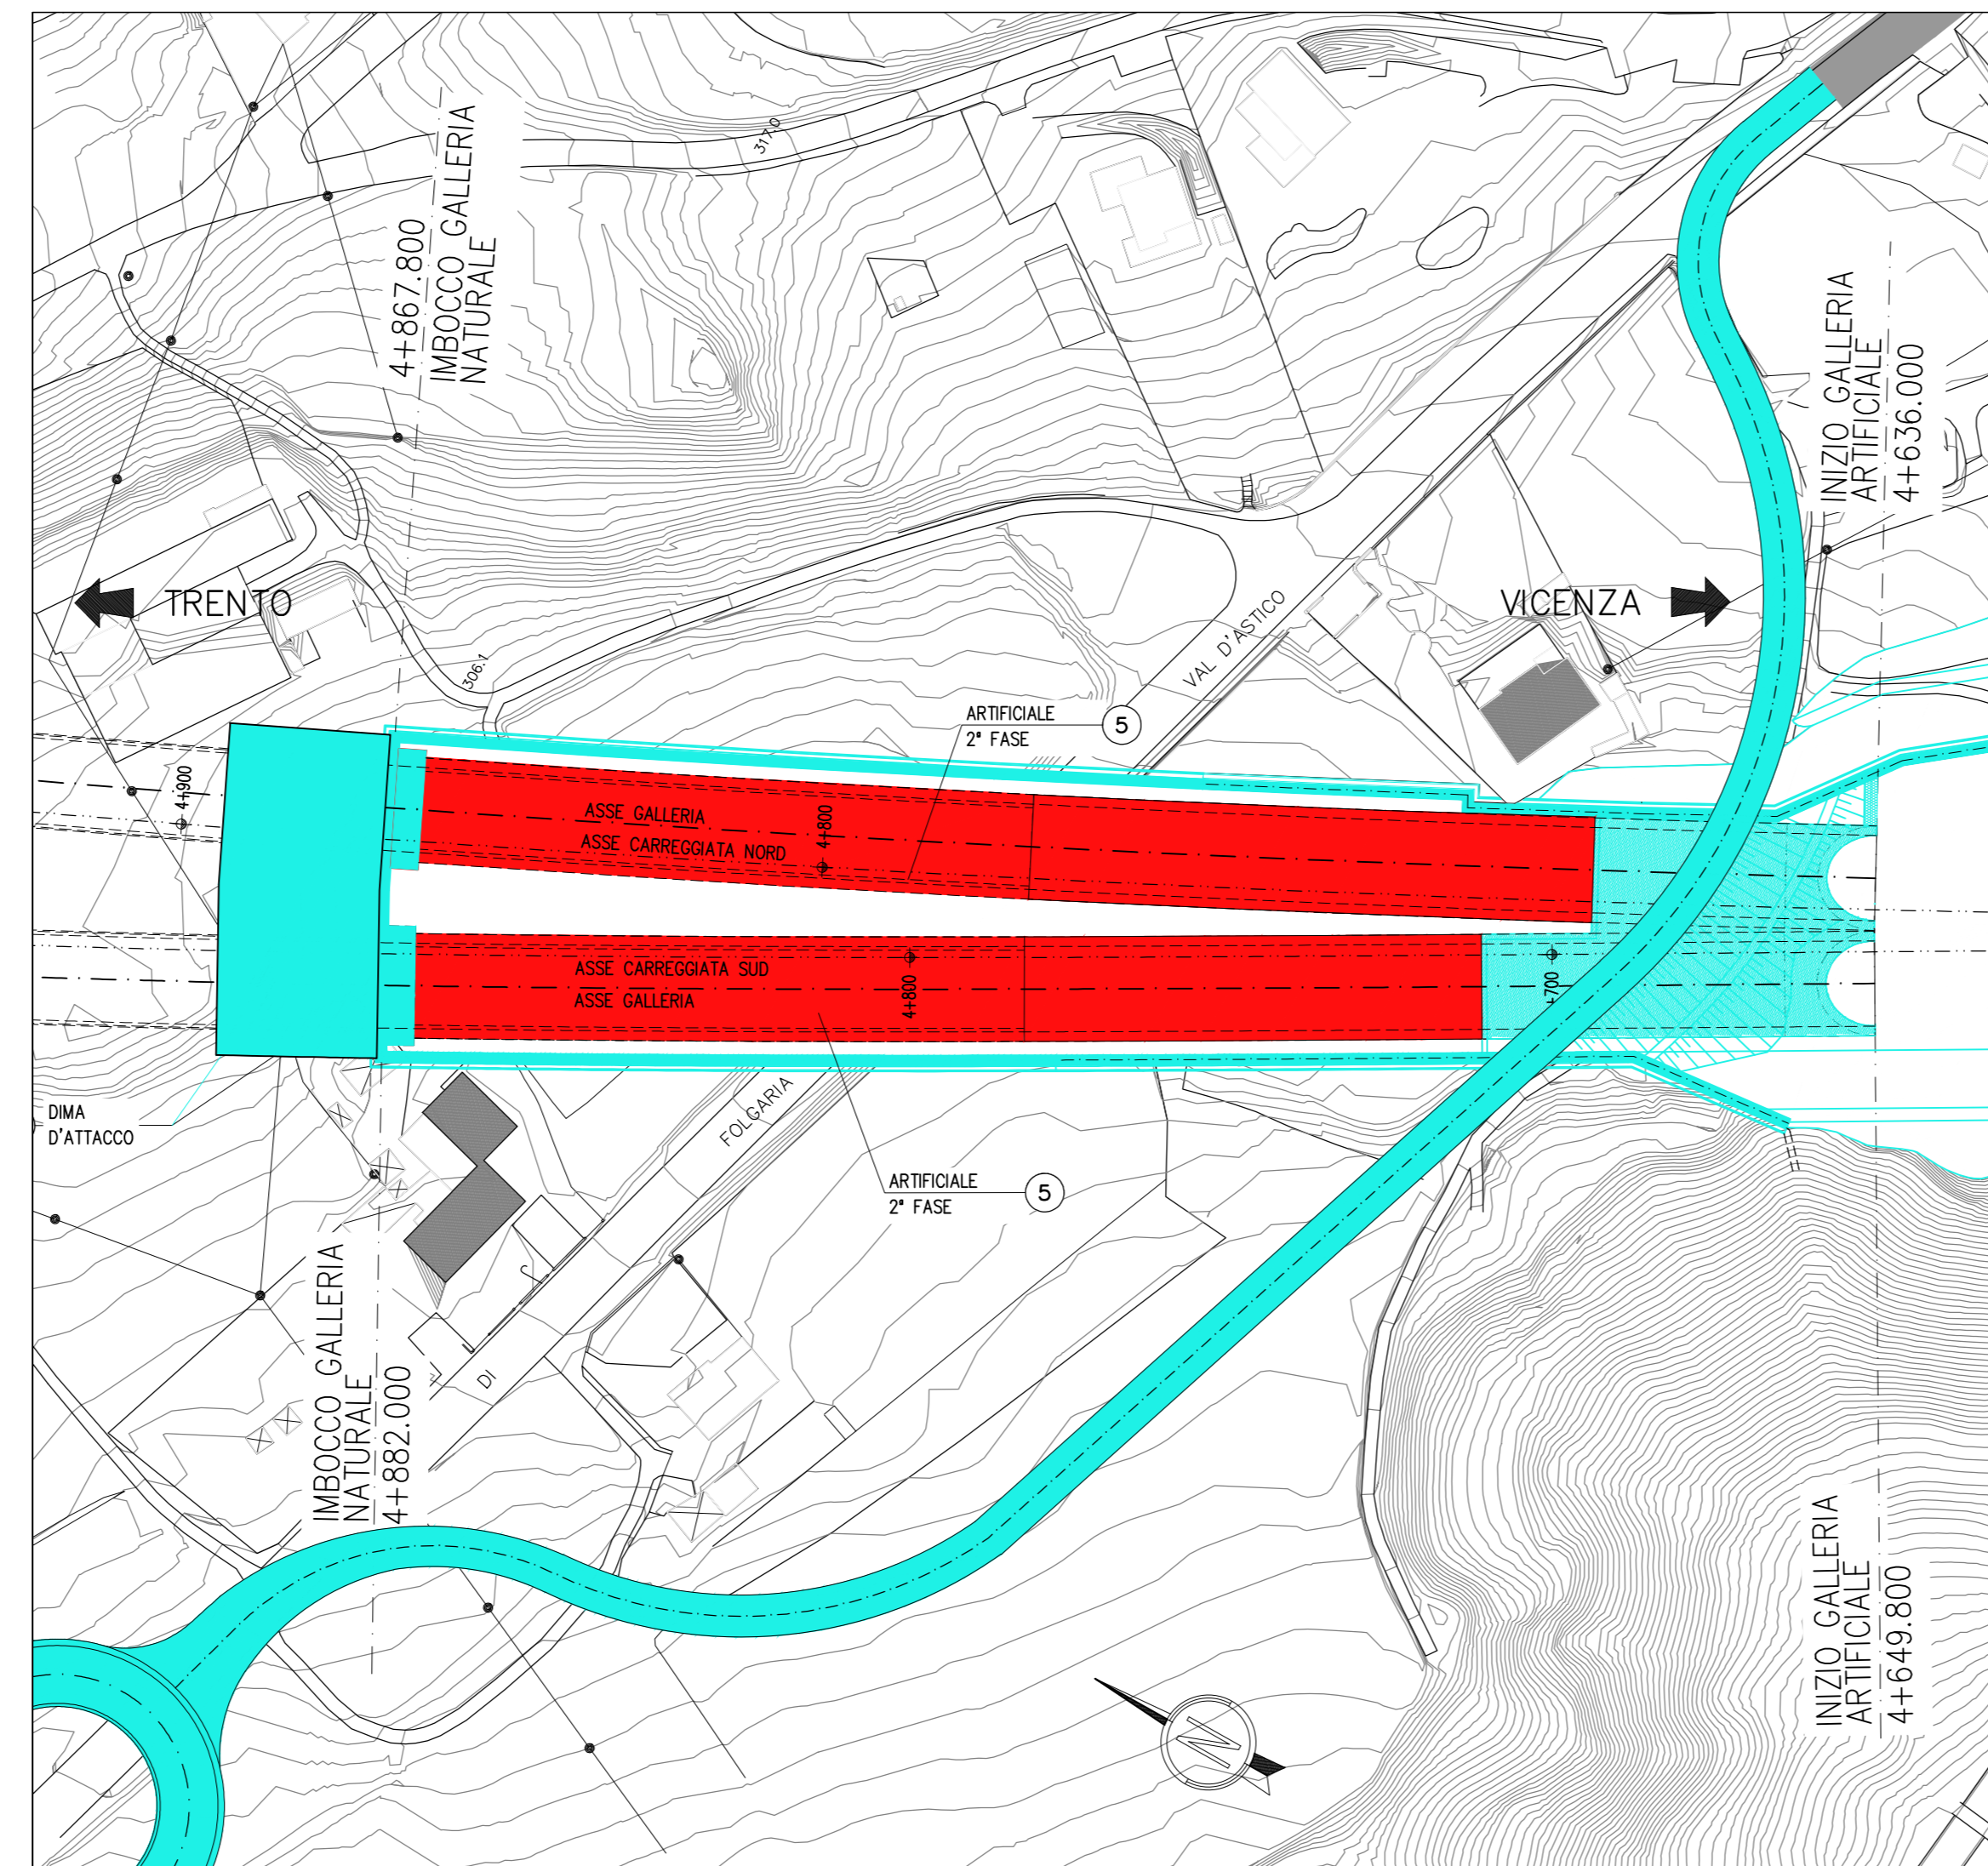 317.0
4+867.800
IMBOCCO GALLERIA
NATURALE
INIZIO GALLERIA
ARTIFICIALE
4+636.000
TRENTO
VICENZA
306.1
VAL D'ASTICO
ARTIFICIALE
2ª FASE
5
4+900
ASSE GALLERIA
ASSE CARREGGIATA NORD
4+800
ASSE CARREGGIATA SUD
ASSE GALLERIA
4+800
+700
DIMA
D'ATTACCO
FOLGARIA
DI
ARTIFICIALE
2ª FASE
5
IMBOCCO GALLERIA
NATURALE
4+882.000
INIZIO GALLERIA
ARTIFICIALE
4+649.800
N